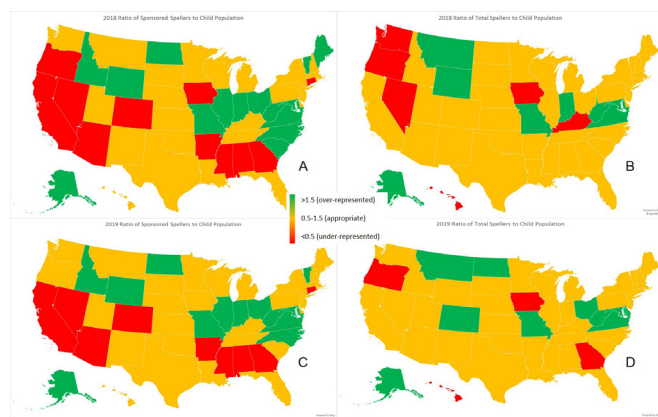 2018 Ratio of Sponsored Spellers to Child Population
2018 Ratio of Total Spellers to Child Population
A
B
>1.5 (over-represented)
0.5-1.5 (appropriate)
<0.5 (under-represented)
2019 Ratio of Sponsored Spellers to Child Population
2019 Ratio of Total Spellers to Child Population
C
D